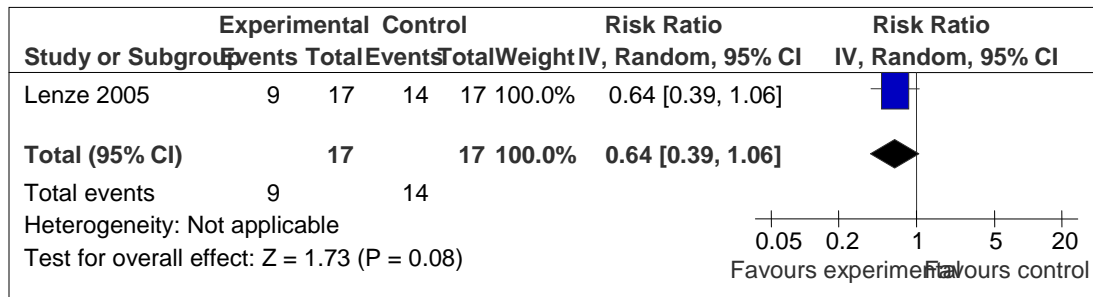 Experimental Control Risk Ratio Risk Ratio
Study or Subgroup Events Total Events Total Weight IV, Random, 95% CI IV, Random, 95% CI
Lenze 2005 9 17 14 17 100.0% 0.64 [0.39, 1.06]
Total (95% CI) 17 17 100.0% 0.64 [0.39, 1.06]
Total events 9 14
Heterogeneity: Not applicable
Test for overall effect: Z = 1.73 (P = 0.08)
0.05 0.2 1 5 20
Favours experimental Favours control